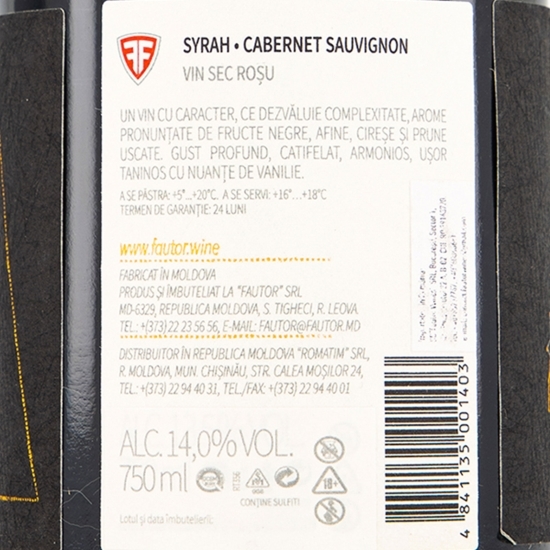 SYRAH • CABERNET SAUVIGNON
VIN SEC ROȘU
UN VIN CU CARACTER, CE DEZVĂLUIE COMPLEXITATE, AROME
PRONUNȚATE DE FRUCTE NEGRE, AFINE, CIREȘE ȘI PRUNE
USCATE. GUST PROFUND, CATIFELAT, ARMONIOS, UȘOR
TANINOS CU NUANȚE DE VANILIE.
A SE PĂSTRA: +5°...+20°C. A SE SERVI: +16°...+18°C
TERMEN DE GARANȚIE: 24 LUNI
www.fautor.wine
FABRICAT ÎN MOLDOVA
PRODUS ȘI ÎMBUTELIAT LA "FAUTOR" SRL
MD-6329, REPUBLICA MOLDOVA, S. TIGHECI, R. LEOVA.
TEL.: +(373) 22 23 56 56, E-MAIL: FAUTOR@FAUTOR.MD
DISTRIBUITOR ÎN REPUBLICA MOLDOVA "ROMATIM" SRL,
R. MOLDOVA, MUN. CHIȘINĂU, STR. CALEA MOȘILOR 24,
TEL.: +(373) 22 94 40 31, TEL./FAX: +(373) 22 94 40 01
ALC. 14,0% VOL.
750 ml
18+
CONȚINE SULFIȚI
Lotul și data îmbutelierii:
4 841135 001403